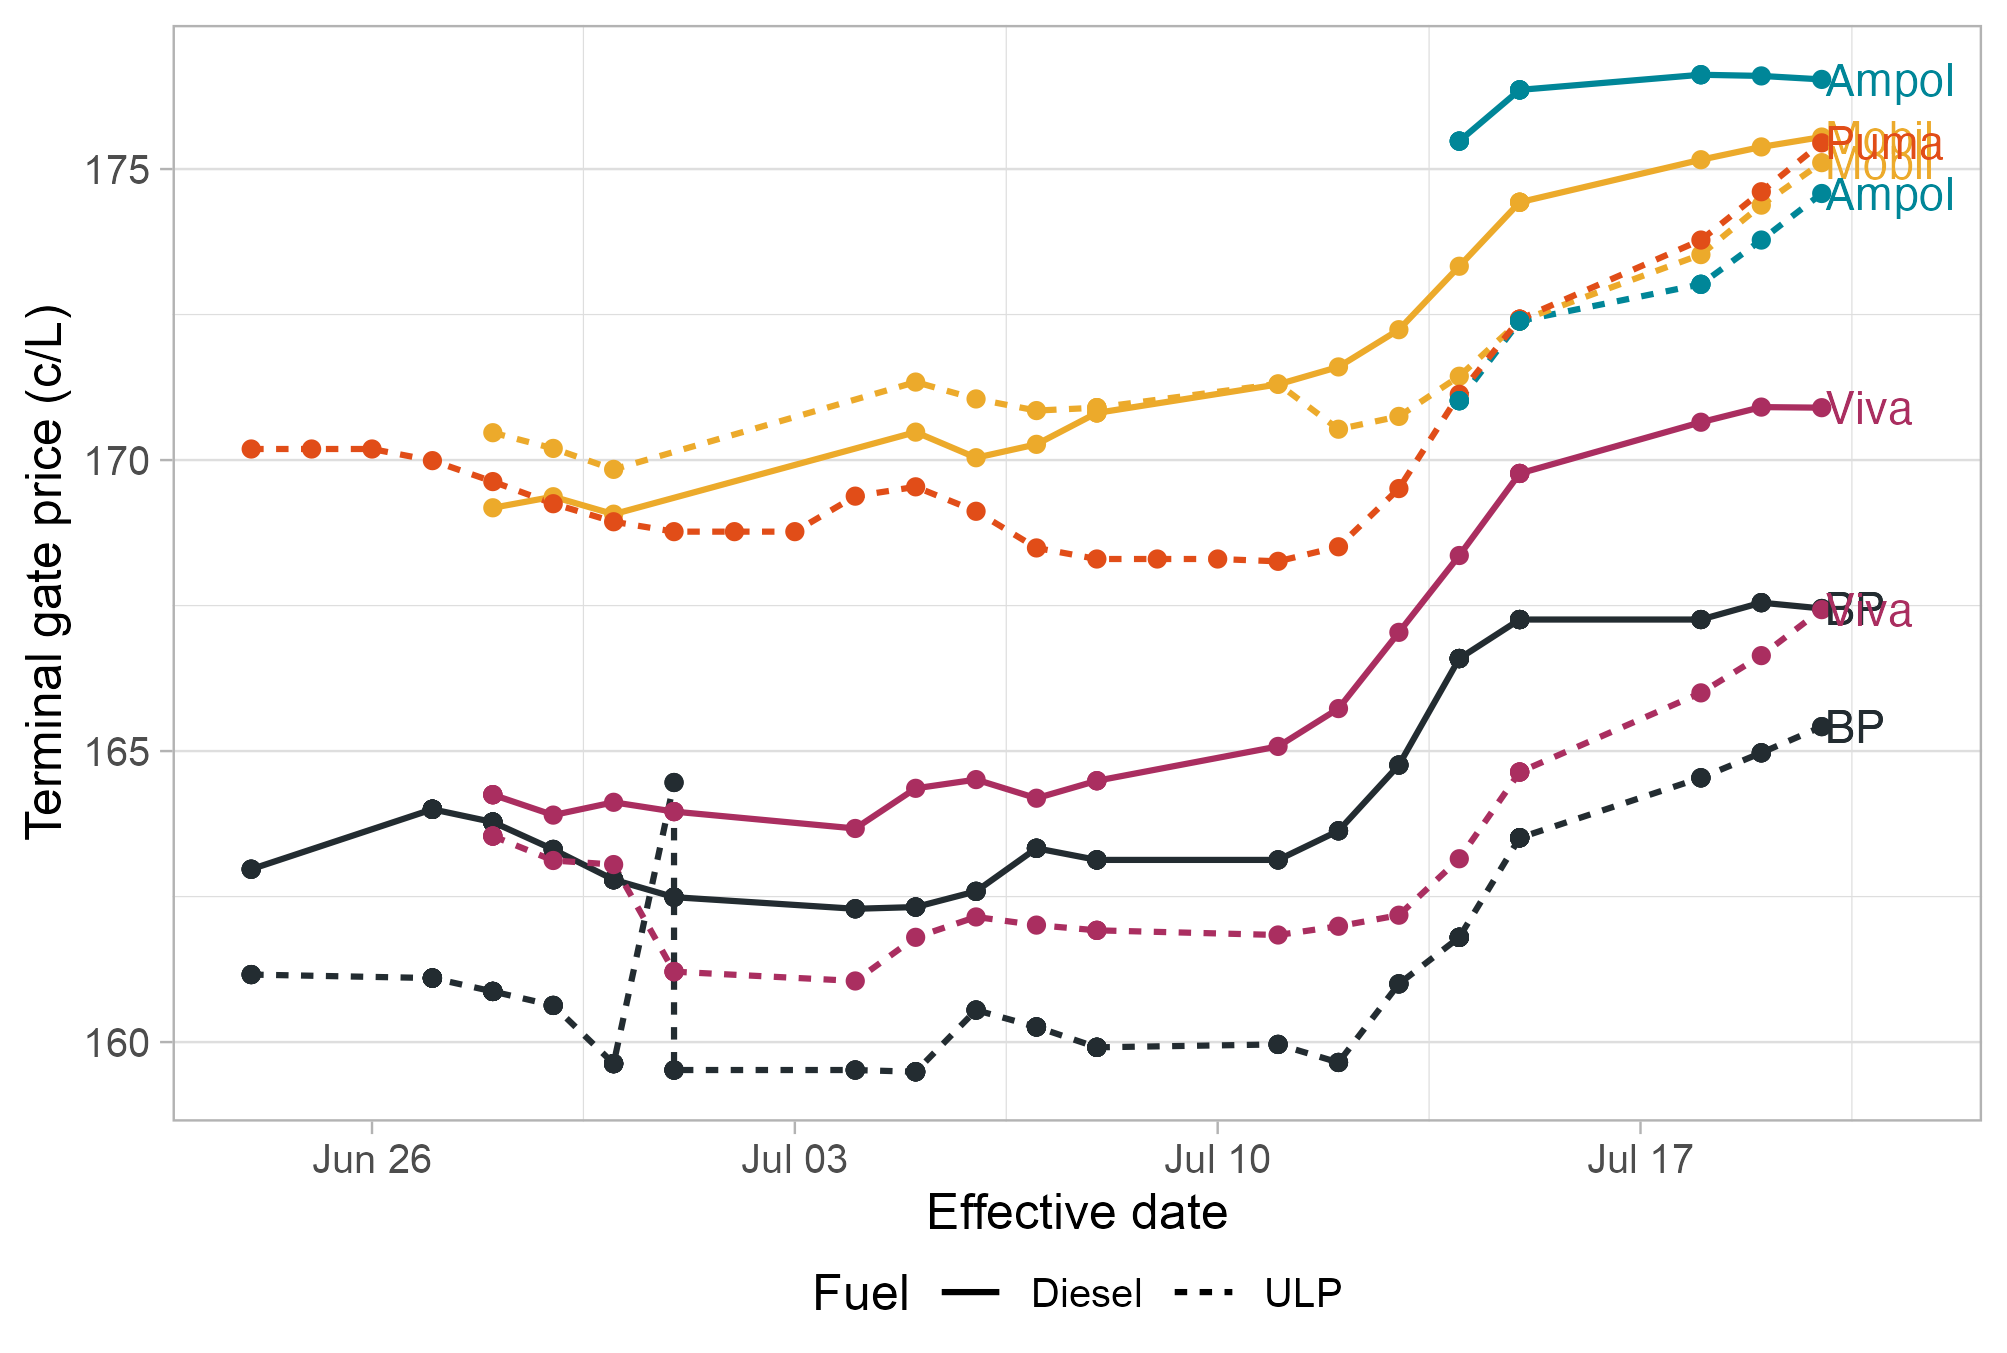 Ampol
Mobil
Puma
Mobil
Ampol
Viva
BP
Viva
BP
175
170
165
160
Terminal gate price (c/L)
Jun 26
Jul 03
Jul 10
Jul 17
Effective date
Fuel Diesel ULP